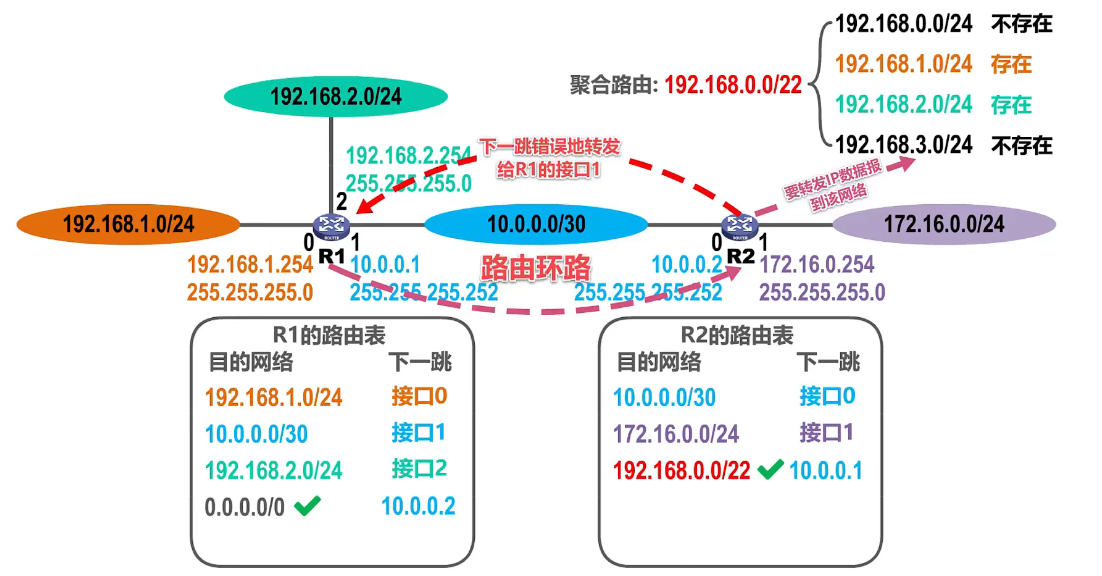 192.168.0.0/24 不存在
192.168.1.0/24 存在
聚合路由: 192.168.0.0/22
192.168.2.0/24 存在
192.168.3.0/24 不存在
192.168.2.0/24
192.168.2.254
255.255.255.0
下一跳错误地转发
给R1的接口1
要转发IP数据报
到该网络
2
192.168.1.0/24
ROUTER
10.0.0.0/30
ROUTER
172.16.0.0/24
0
R1
1
0
R2
1
192.168.1.254
255.255.255.0
10.0.0.1
255.255.255.252
路由环路
10.0.0.2
255.255.255.252
172.16.0.254
255.255.255.0
R1的路由表
目的网络 下一跳
192.168.1.0/24 接口0
10.0.0.0/30 接口1
192.168.2.0/24 接口2
0.0.0.0/0 10.0.0.2
R2的路由表
目的网络 下一跳
10.0.0.0/30 接口0
172.16.0.0/24 接口1
192.168.0.0/22 10.0.0.1